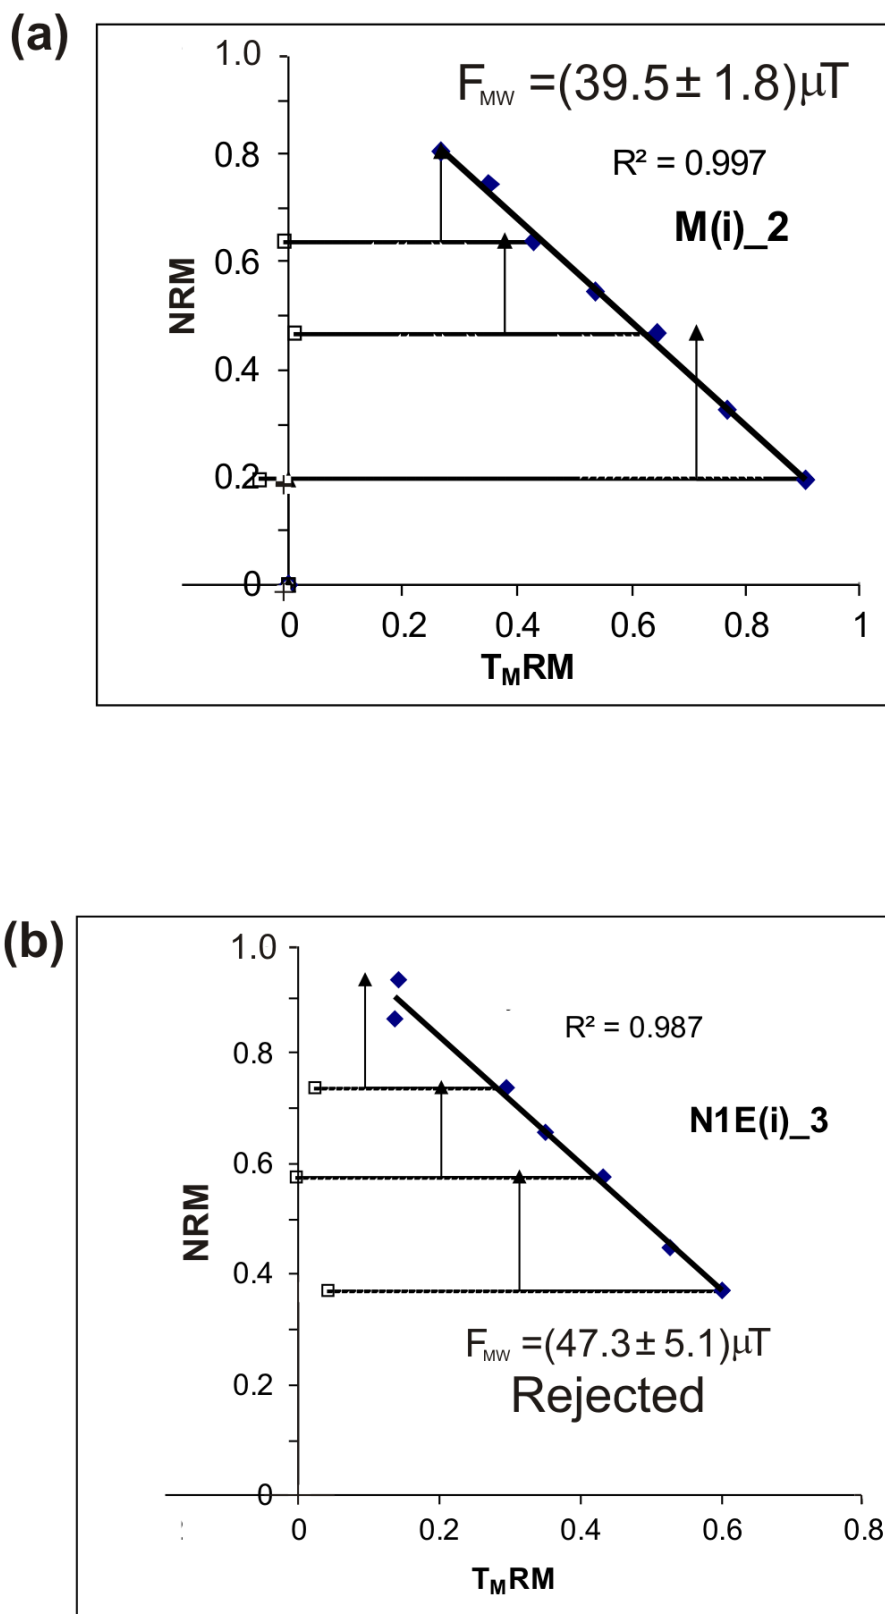 (a)
1.0
F_MW =(39.5± 1.8)µT
0.8
R² = 0.997
M(i)_2
0.6
NRM
0.4
0.2
0
0 0.2 0.4 0.6 0.8 1
T_MRM
(b)
1.0
R² = 0.987
0.8
N1E(i)_3
0.6
NRM
0.4
F_MW =(47.3± 5.1)µT
Rejected
0.2
0
0 0.2 0.4 0.6 0.8
T_MRM